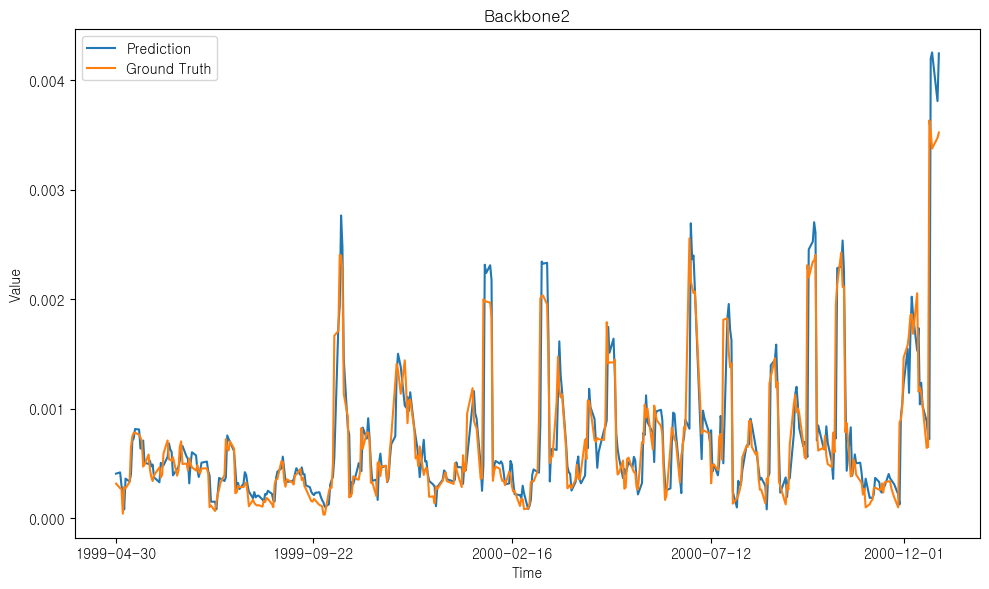 Backbone2
Prediction
Ground Truth
0.004
0.003
0.002
0.001
0.000
Value
1999-04-30
1999-09-22
2000-02-16
2000-07-12
2000-12-01
Time